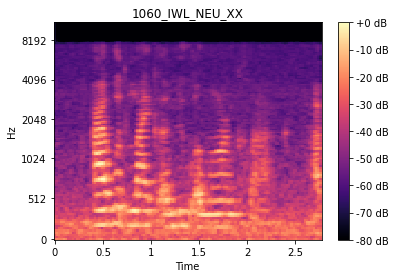 1060_IWL_NEU_XX
+0 dB
8192
-10 dB
4096
-20 dB
-30 dB
2048
-40 dB
Hz
1024
-50 dB
-60 dB
512
-70 dB
0
-80 dB
0 0.5 1 1.5 2 2.5
Time